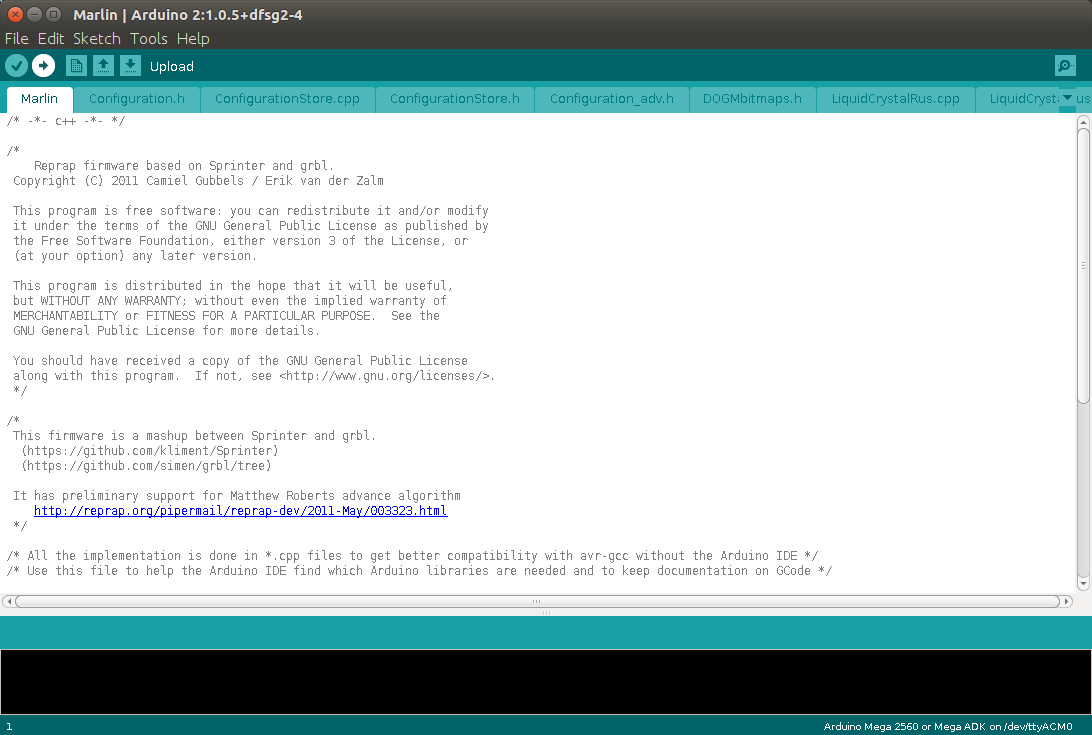 Marlin | Arduino 2:1.0.5+dfsg2-4
File Edit Sketch Tools Help
Upload
Marlin Configuration.h ConfigurationStore.cpp ConfigurationStore.h Configuration_adv.h DOGMbitmaps.h LiquidCrystalRus.cpp LiquidCryst us
/* -*- c++ -*- */
/*
Reprap firmware based on Sprinter and grbl.
Copyright (C) 2011 Camiel Gubbels / Erik van der Zalm
This program is free software: you can redistribute it and/or modify
it under the terms of the GNU General Public License as published by
the Free Software Foundation, either version 3 of the License, or
(at your option) any later version.
This program is distributed in the hope that it will be useful,
but WITHOUT ANY WARRANTY; without even the implied warranty of
MERCHANTABILITY or FITNESS FOR A PARTICULAR PURPOSE.  See the
GNU General Public License for more details.
You should have received a copy of the GNU General Public License
along with this program.  If not, see <http://www.gnu.org/licenses/>.
*/
/*
This firmware is a mashup between Sprinter and grbl.
(https://github.com/kliment/Sprinter)
(https://github.com/simen/grbl/tree)
It has preliminary support for Matthew Roberts advance algorithm
http://reprap.org/pipermail/reprap-dev/2011-May/003323.html
*/
/* All the implementation is done in *.cpp files to get better compatibility with avr-gcc without the Arduino IDE */
/* Use this file to help the Arduino IDE find which Arduino libraries are needed and to keep documentation on GCode */
1
Arduino Mega 2560 or Mega ADK on /dev/ttyACM0